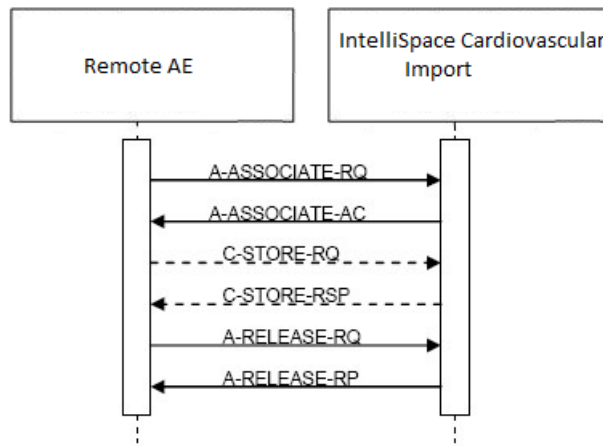 Remote AE
IntelliSpace Cardiovascular
Import
A-ASSOCIATE-RQ
A-ASSOCIATE-AC
C-STORE-RQ
C-STORE-RSP
A-RELEASE-RQ
A-RELEASE-RP